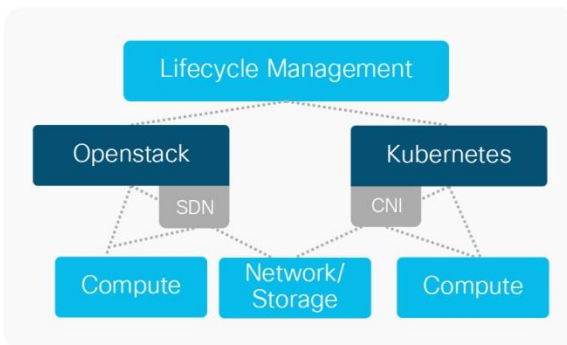 Lifecycle Management
Openstack
Kubernetes
SDN
CNI
Compute
Network/
Storage
Compute